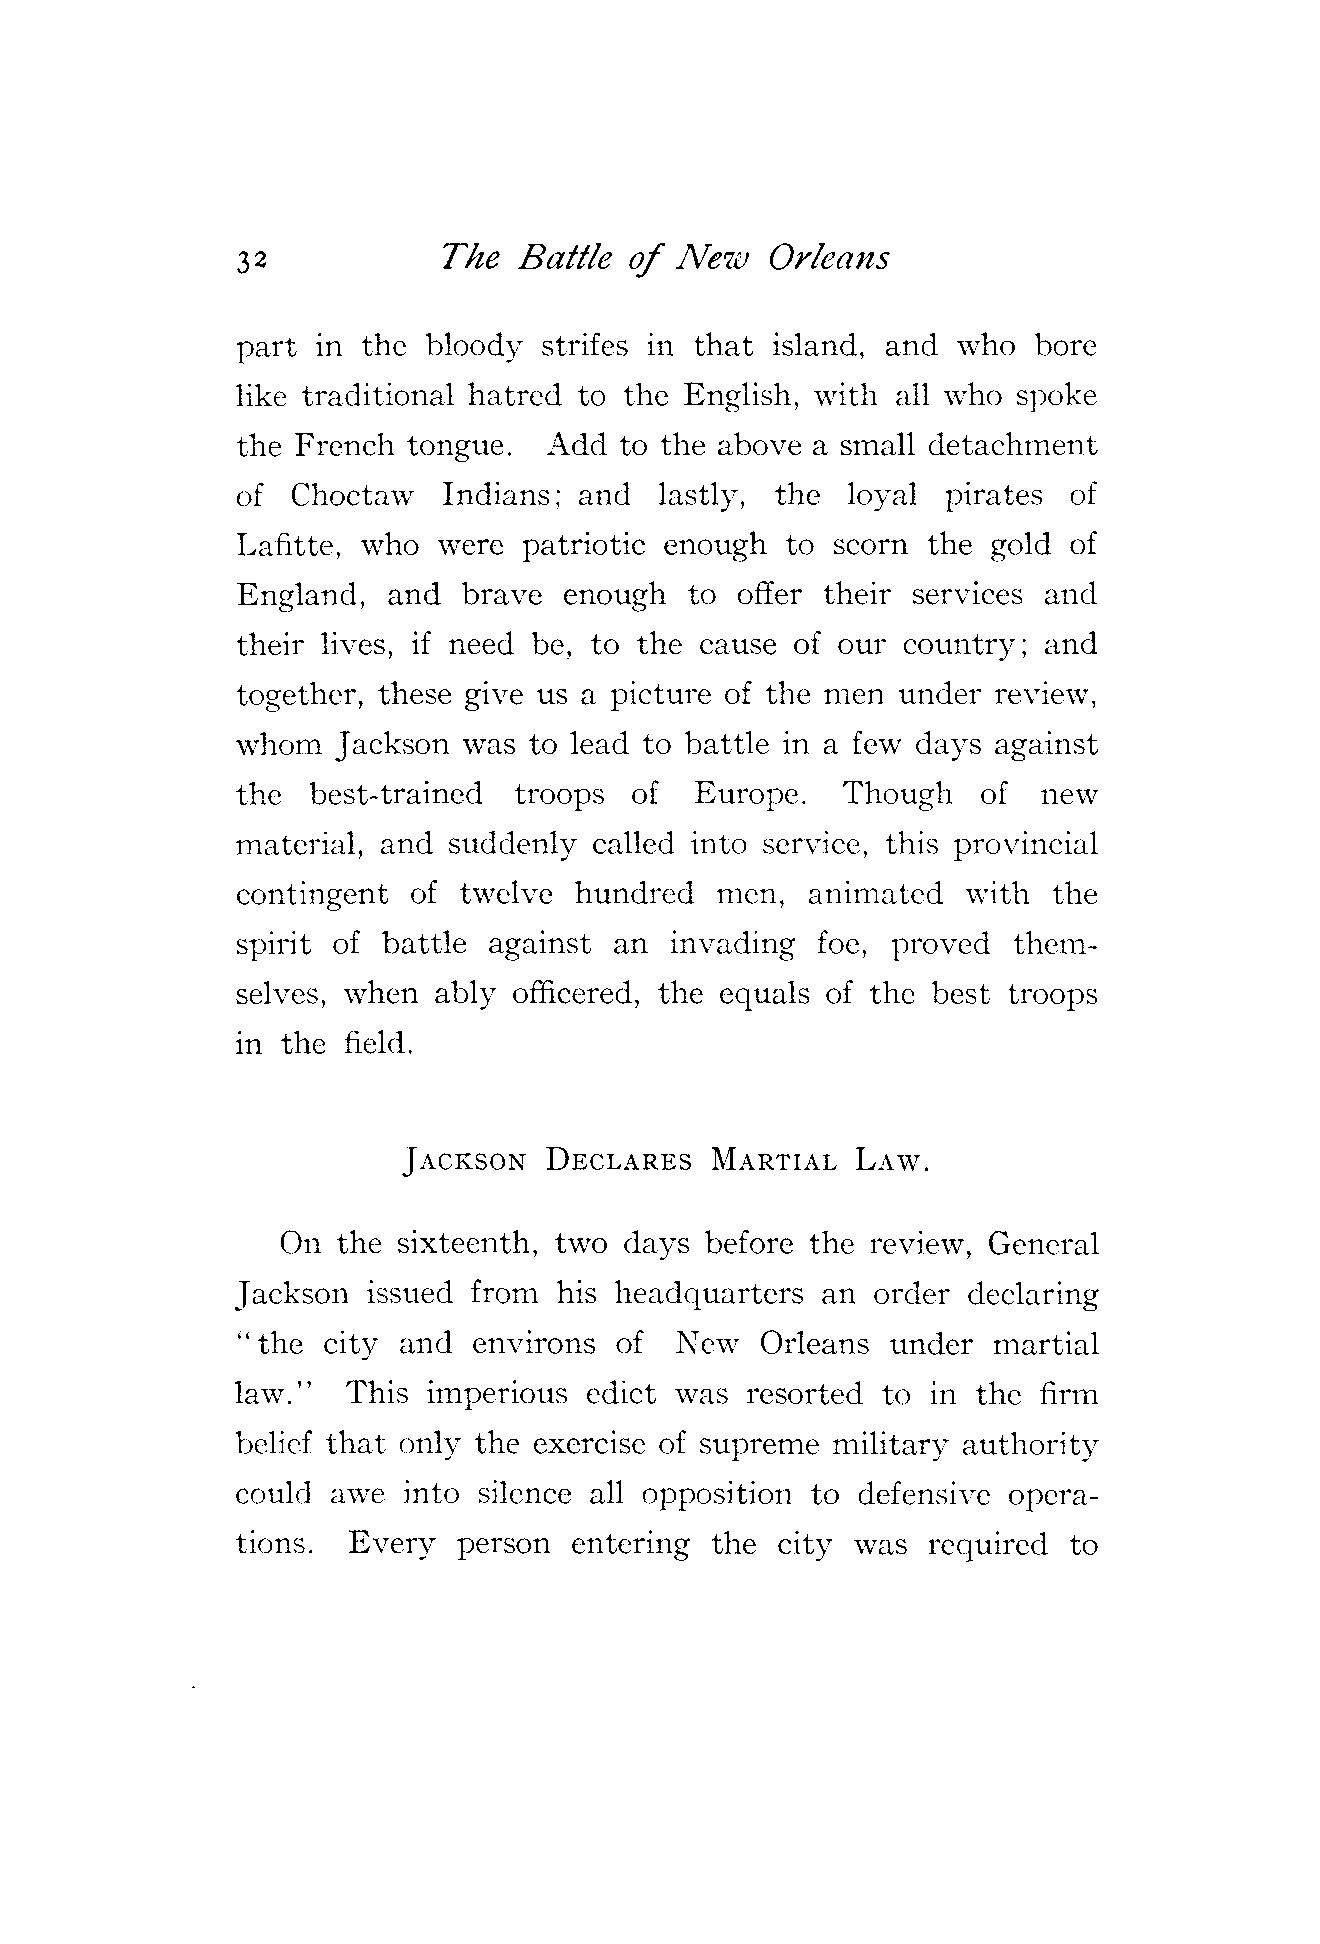 32 The Battle of New Orleans
part in the bloody strifes in that island, and who bore
like traditional hatred to the English, with all who spoke
the French tongue. Add to the above a small detachment
of Choctaw Indians; and lastly, the loyal pirates of
Lafitte, who were patriotic enough to scorn the gold of
England, and brave enough to offer their services and
their lives, if need be, to the cause of our country; and
together, these give us a picture of the men under review,
whom Jackson was to lead to battle in a few days against
the best-trained troops of Europe. Though of new
material, and suddenly called into service, this provincial
contingent of twelve hundred men, animated with the
spirit of battle against an invading foe, proved them-
selves, when ably officered, the equals of the best troops
in the field.
JACKSON DECLARES MARTIAL LAW.
On the sixteenth, two days before the review, General
Jackson issued from his headquarters an order declaring
“the city and environs of New Orleans under martial
law.” This imperious edict was resorted to in the firm
belief that only the exercise of supreme military authority
could awe into silence all opposition to defensive opera-
tions. Every person entering the city was required to